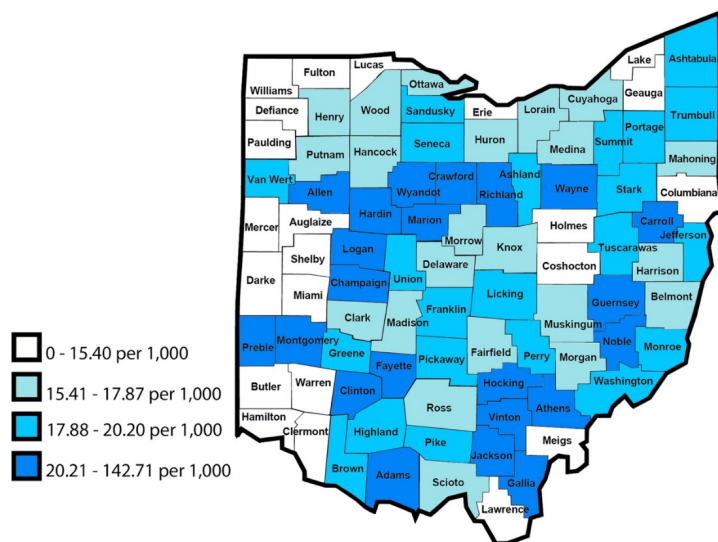 Lake
Ashtabula
Lucas
Fulton
Williams
Ottawa
Geauga
Cuyahoga
Defiance
Henry
Wood
Sandusky
Erie
Lorain
Trumbull
Portage
Summit
Paulding
Huron
Medina
Seneca
Putnam
Hancock
Mahoning
Van Wert
Allen
Wyandot
Crawford
Richland
Ashland
Wayne
Stark
Columbiana
Mercer
Auglaize
Hardin
Marion
Morrow
Holmes
Carroll
Jefferson
Tuscarawas
Logan
Knox
Shelby
Union
Delaware
Coshocton
Harrison
Darke
Miami
Champaign
Licking
Guernsey
Belmont
Clark
Madison
Franklin
Muskingum
0 - 15.40 per 1,000
Preble
Montgomery
Greene
Pickaway
Fairfield
Perry
Morgan
Noble
Monroe
Fayette
Washington
15.41 - 17.87 per 1,000
Butler
Warren
Clinton
Hocking
Athens
Ross
Hamilton
Clermont
Vinton
17.88 - 20.20 per 1,000
Highland
Pike
Meigs
Jackson
20.21 - 142.71 per 1,000
Brown
Adams
Scioto
Gallia
Lawrence